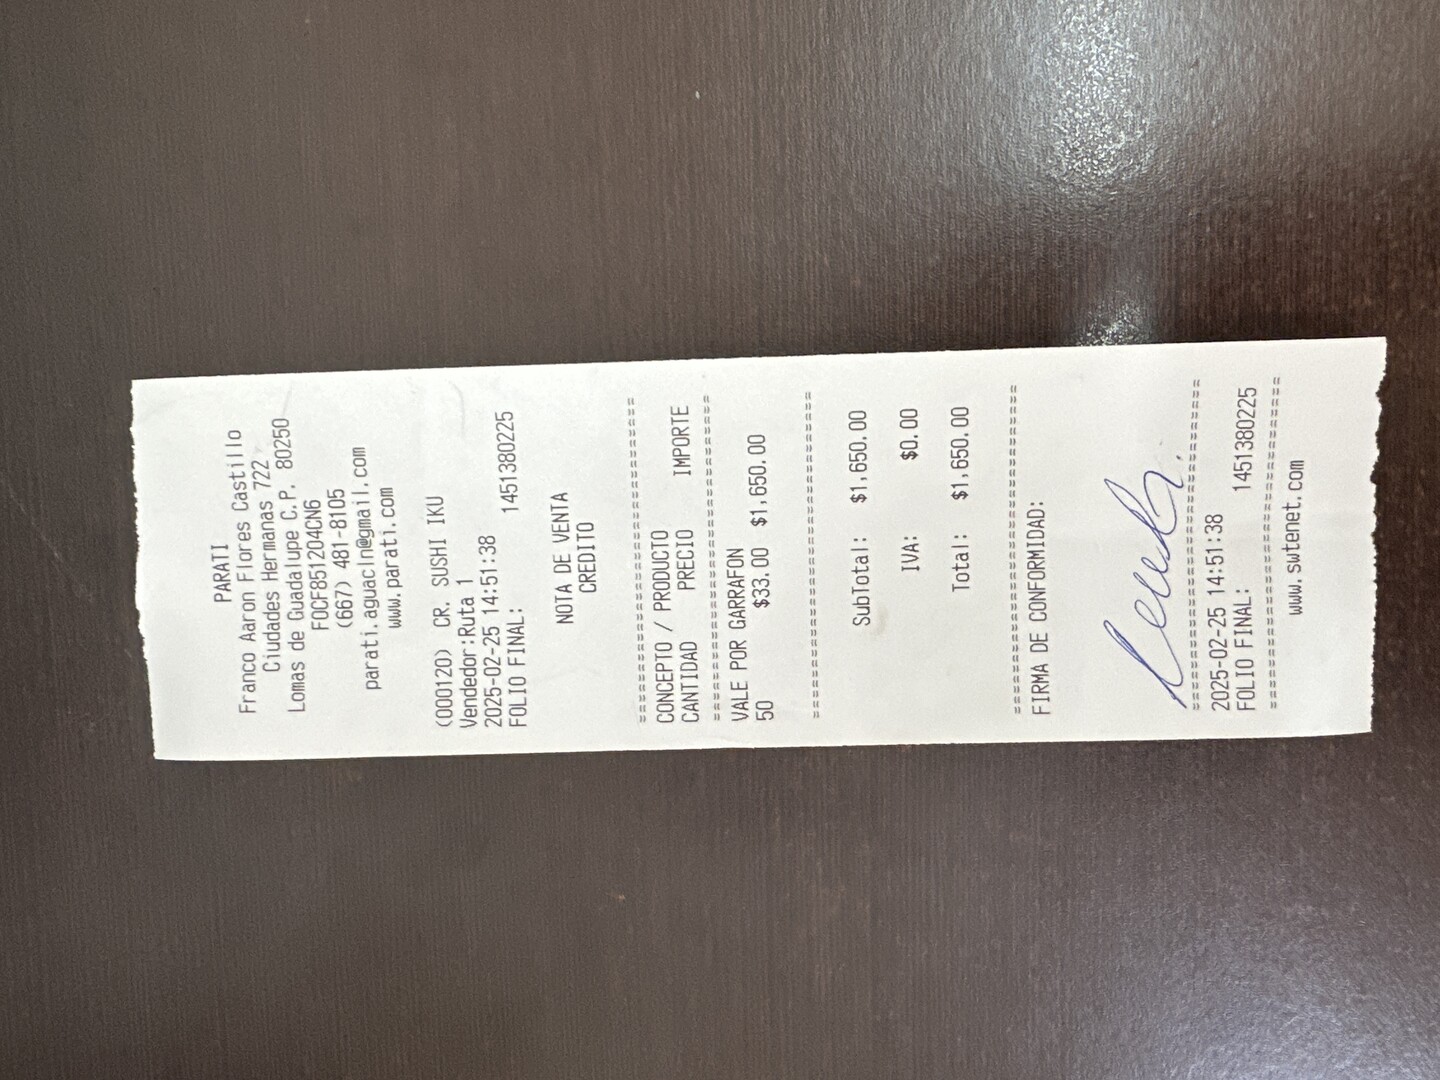 PARATI
Franco Aaron Flores Castillo
Ciudades Hermanas 722
Lomas de Guadalupe C.P. 80250
FOCF8512O4CN6
(667) 481-8105
parati.aguacln@gmail.com
www.parati.com
(000120) CR. SUSHI IKU
Vendedor:Ruta 1
2025-02-25 14:51:38
FOLIO FINAL: 1451380225
NOTA DE VENTA
CREDITO
==================================
CONCEPTO / PRODUCTO
CANTIDAD PRECIO IMPORTE
==================================
VALE POR GARRAFON
50 $33.00 $1,650.00
==================================
SubTotal: $1,650.00
IVA: $0.00
Total: $1,650.00
==================================
FIRMA DE CONFORMIDAD:
==================================
2025-02-25 14:51:38
FOLIO FINAL: 1451380225
==================================
www.swtenet.com